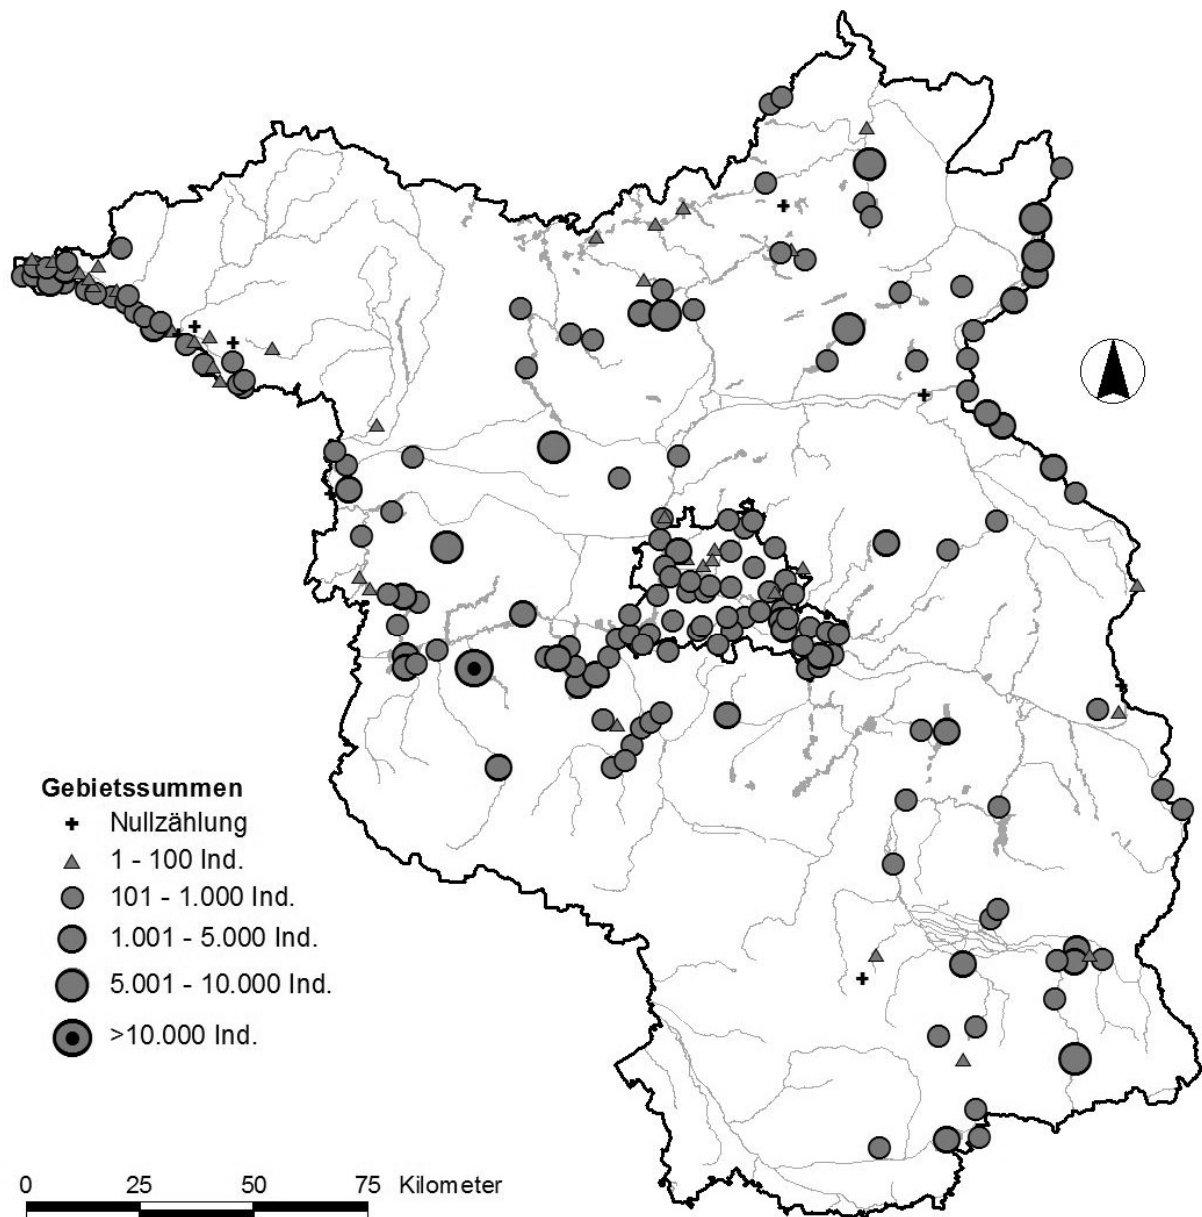 Gebietssummen
Nullzählung
1 - 100 Ind.
101 - 1.000 Ind.
1.001 - 5.000 Ind.
5.001 - 10.000 Ind.
>10.000 Ind.
0 25 50 75 Kilometer